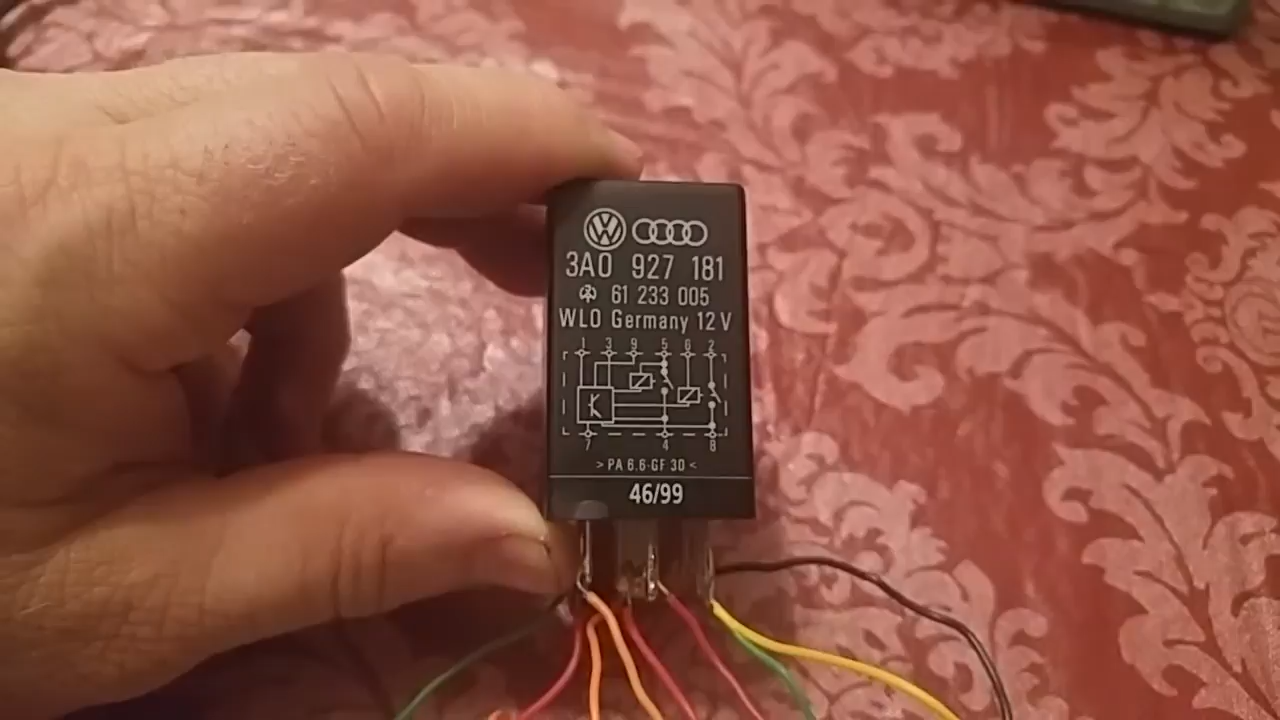 3A0 927 181
61 233 005
WLO Germany 12V
1 3 9 5 6 2
7 4 8
>PA 6.6-GF 30<
46/99